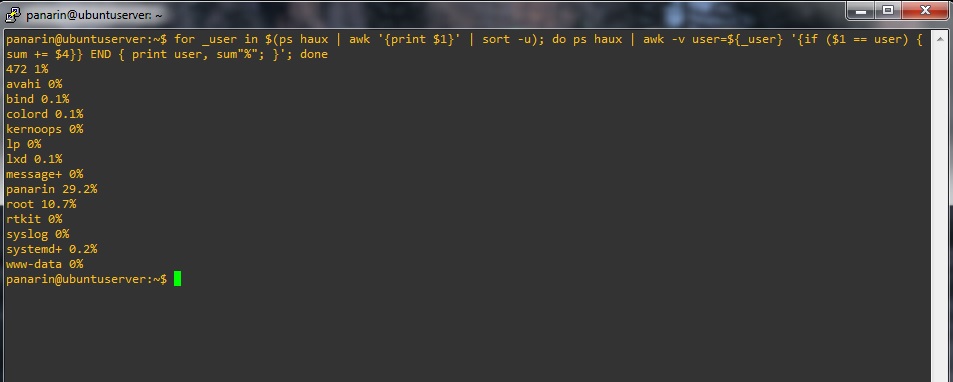 panarin@ubuntuserver: ~
panarin@ubuntuserver:~$ for _user in $(ps haux | awk '{print $1}' | sort -u); do ps haux | awk -v user=${_user} '{if ($1 == user) {
sum += $4}} END { print user, sum"%"; }'; done
472 1%
avahi 0%
bind 0.1%
colord 0.1%
kernoops 0%
lp 0%
lxd 0.1%
message+ 0%
panarin 29.2%
root 10.7%
rtkit 0%
syslog 0%
systemd+ 0.2%
www-data 0%
panarin@ubuntuserver:~$